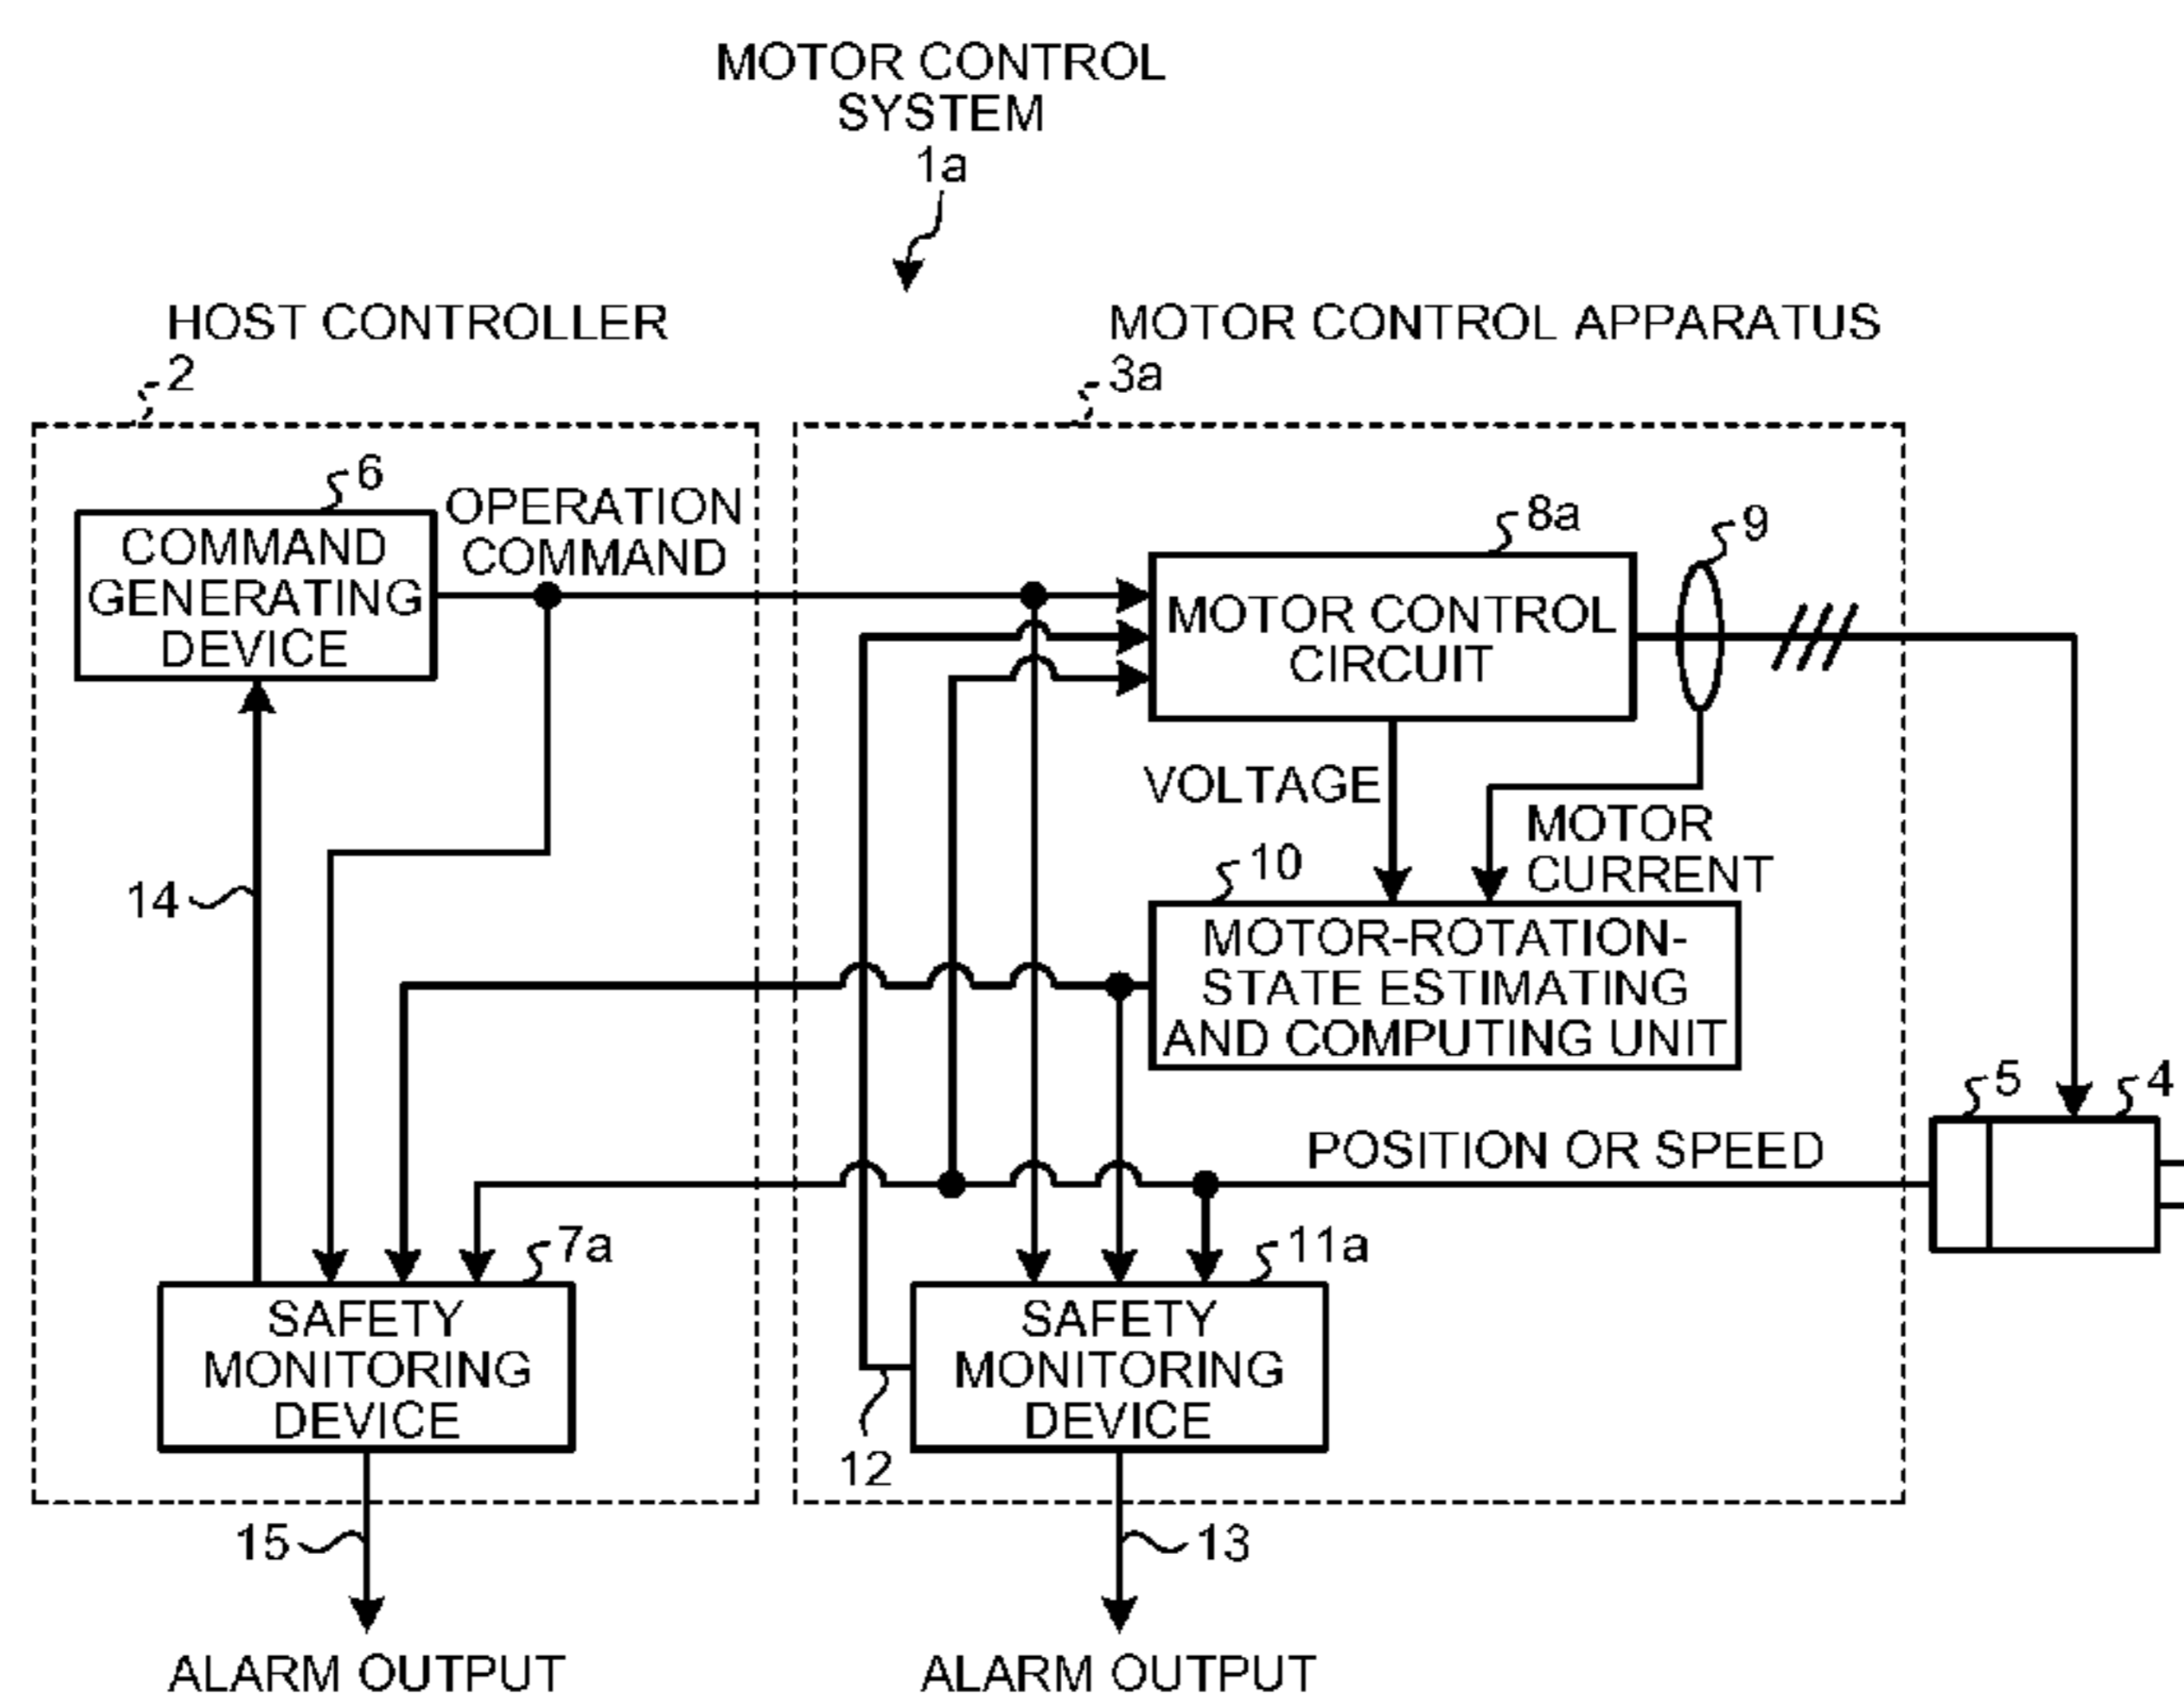 MOTOR CONTROL
SYSTEM
1a
HOST CONTROLLER
2
MOTOR CONTROL APPARATUS
3a
6
COMMAND
GENERATING
DEVICE
OPERATION
COMMAND
8a
MOTOR CONTROL
CIRCUIT
9
VOLTAGE
MOTOR
CURRENT
14
10
MOTOR-ROTATION-
STATE ESTIMATING
AND COMPUTING UNIT
5
4
POSITION OR SPEED
7a
SAFETY
MONITORING
DEVICE
11a
SAFETY
MONITORING
DEVICE
12
15
13
ALARM OUTPUT
ALARM OUTPUT